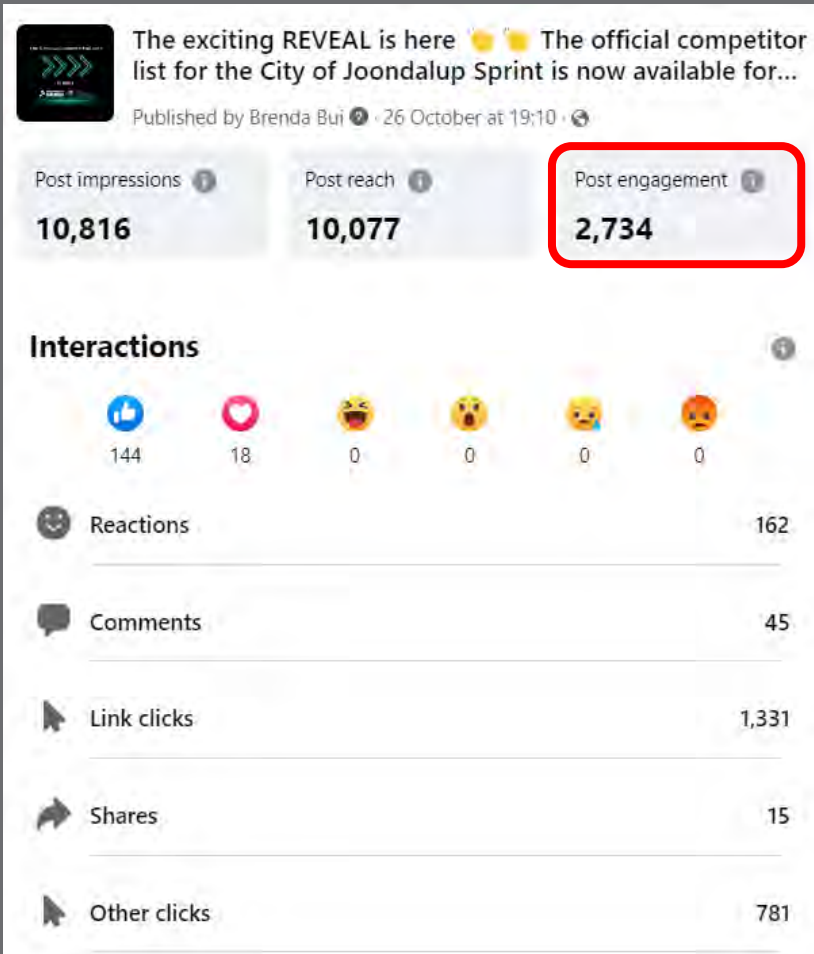 The exciting REVEAL is here 👏 👏 The official competitor
list for the City of Joondalup Sprint is now available for...
Published by Brenda Bui · 26 October at 19:10 ·
Post impressions Post reach Post engagement
10,816 10,077 2,734
Interactions
144 18 0 0 0 0
Reactions 162
Comments 45
Link clicks 1,331
Shares 15
Other clicks 781